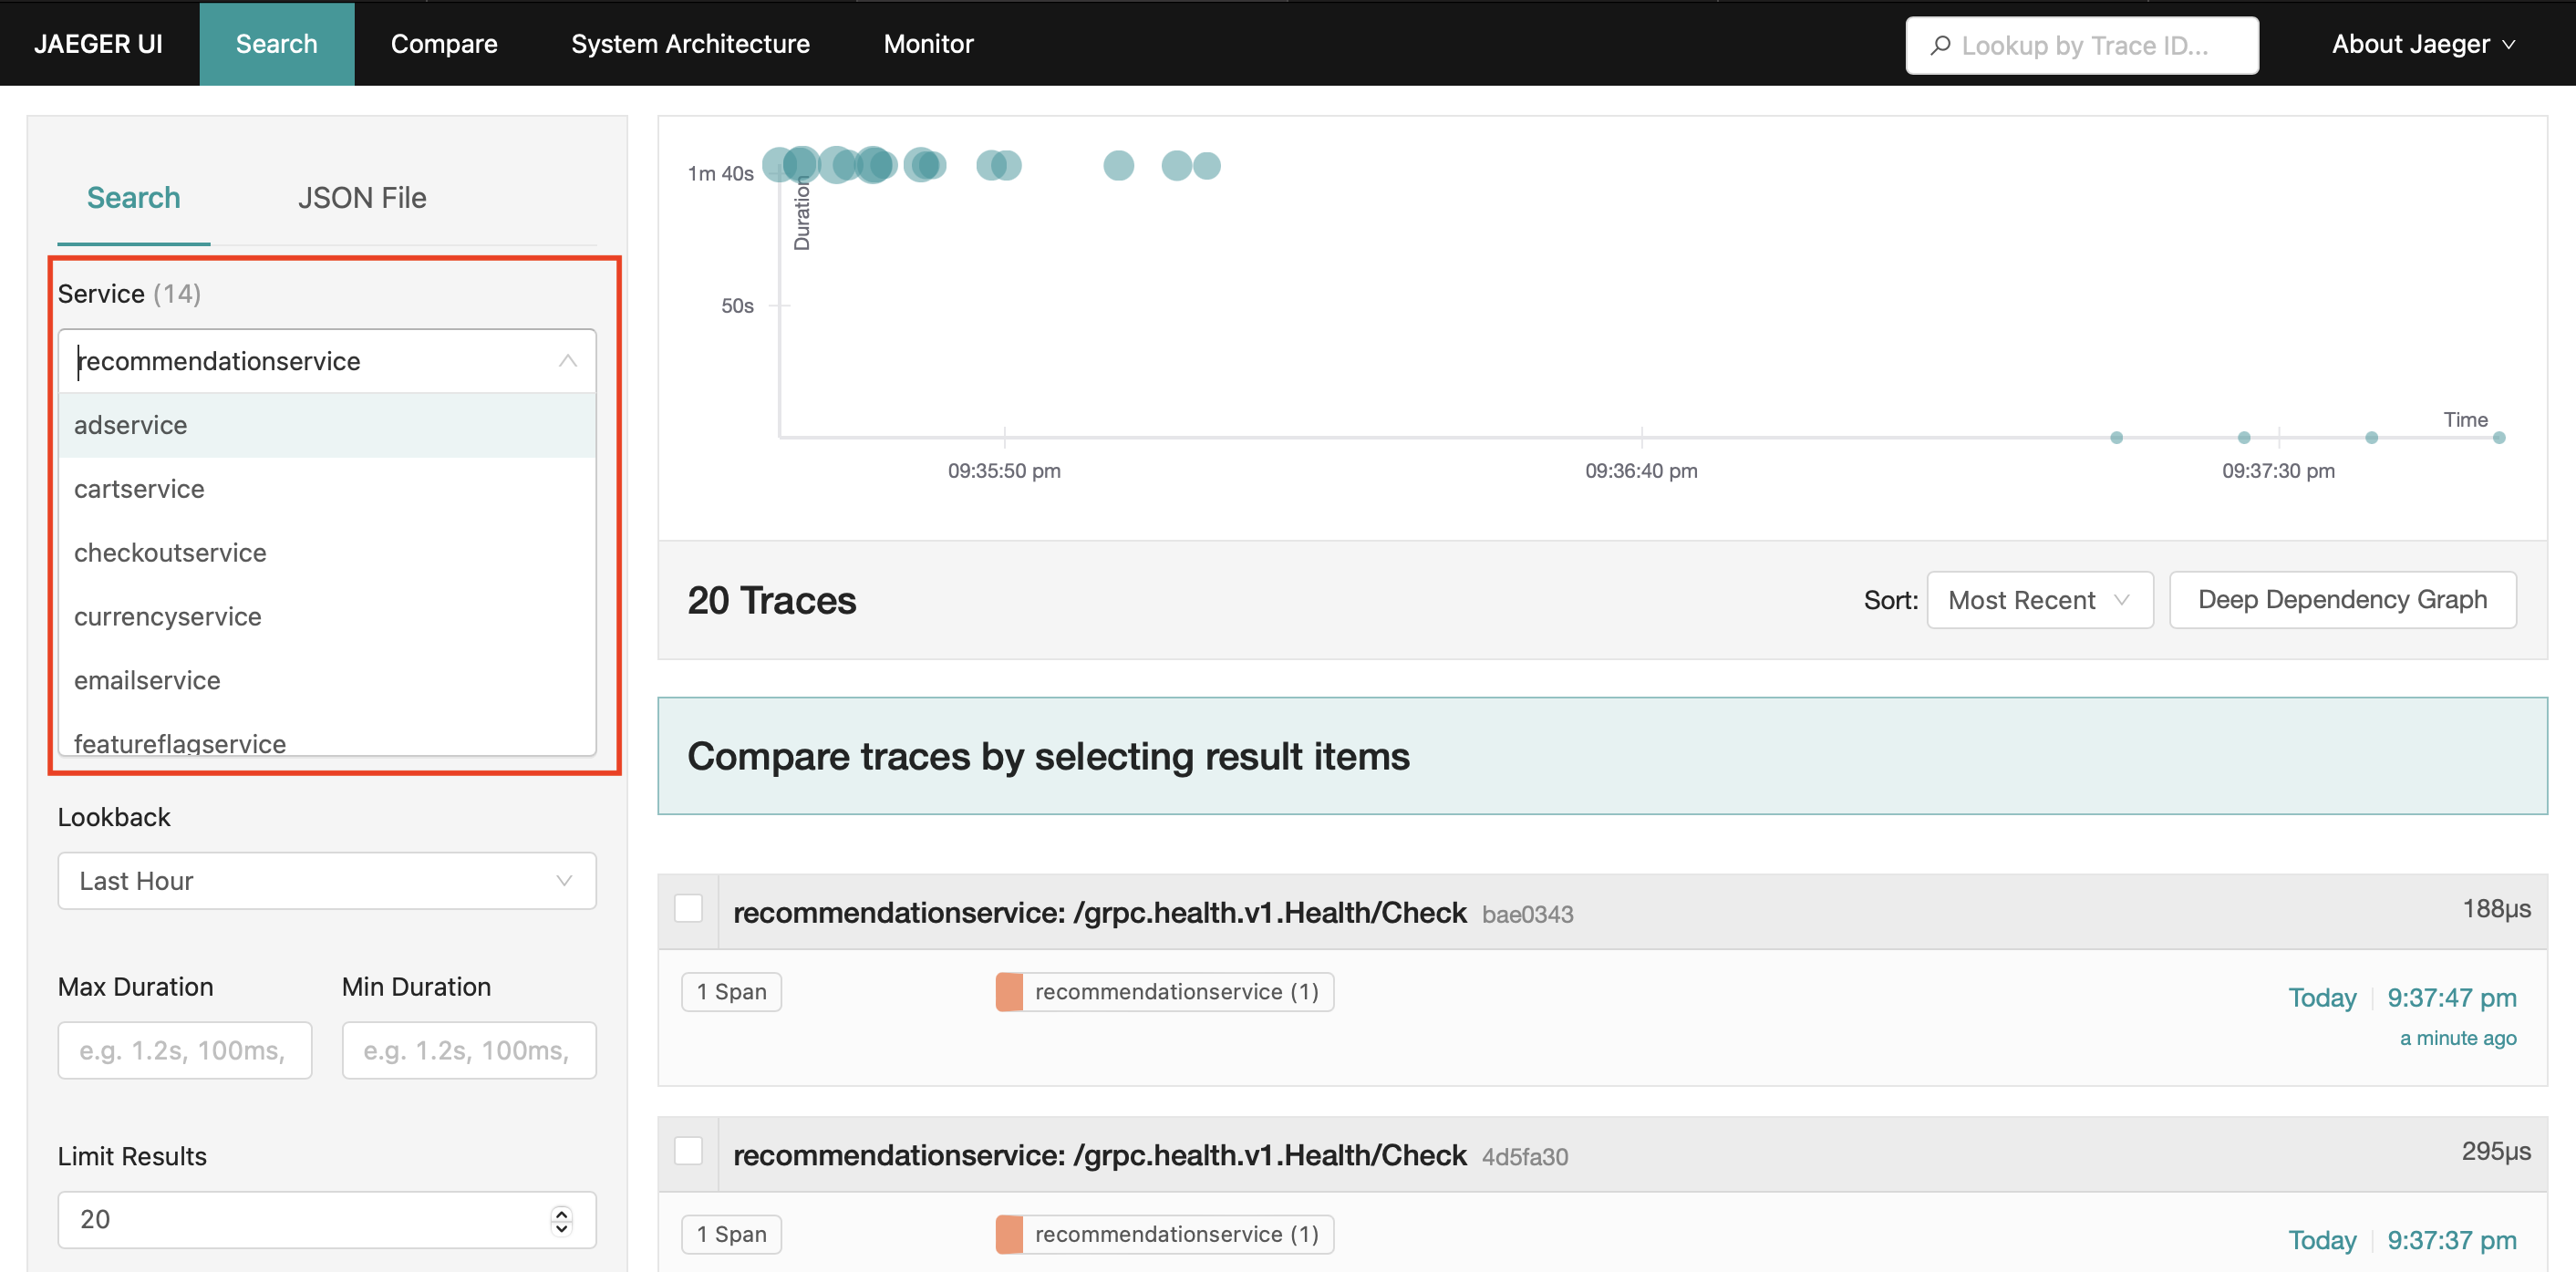 JAEGER UI Search Compare System Architecture Monitor Lookup by Trace ID... About Jaeger
Search JSON File
Service (14)
recommendationservice
adservice
cartservice
checkoutservice
currencyservice
emailservice
featureflagservice
Lookback
Last Hour
Max Duration Min Duration
e.g. 1.2s, 100ms, e.g. 1.2s, 100ms,
Limit Results
20
1m 40s
Duration
50s
Time
09:35:50 pm 09:36:40 pm 09:37:30 pm
20 Traces Sort: Most Recent Deep Dependency Graph
Compare traces by selecting result items
recommendationservice: /grpc.health.v1.Health/Check bae0343 188μs
1 Span recommendationservice (1) Today 9:37:47 pm
a minute ago
recommendationservice: /grpc.health.v1.Health/Check 4d5fa30 295μs
1 Span recommendationservice (1) Today 9:37:37 pm